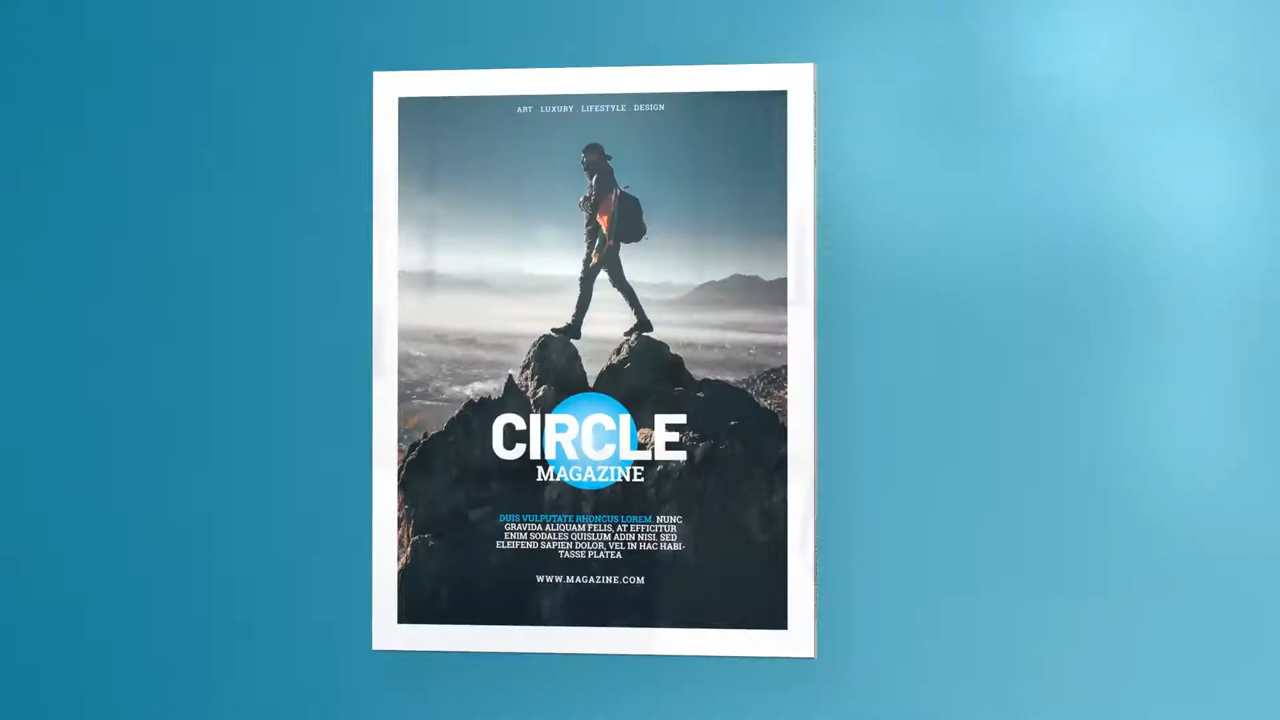 ART . LUXURY . LIFESTYLE . DESIGN
CIRCLE
MAGAZINE
DUIS VULPUTATE RHONCUS LOREM. NUNC
GRAVIDA ALIQUAM FELIS, AT EFFICITUR
ENIM SODALES QUISLUM ADIN NISI. SED
ELEIFEND SAPIEN DOLOR, VEL IN HAC HABI-
TASSE PLATEA
WWW.MAGAZINE.COM